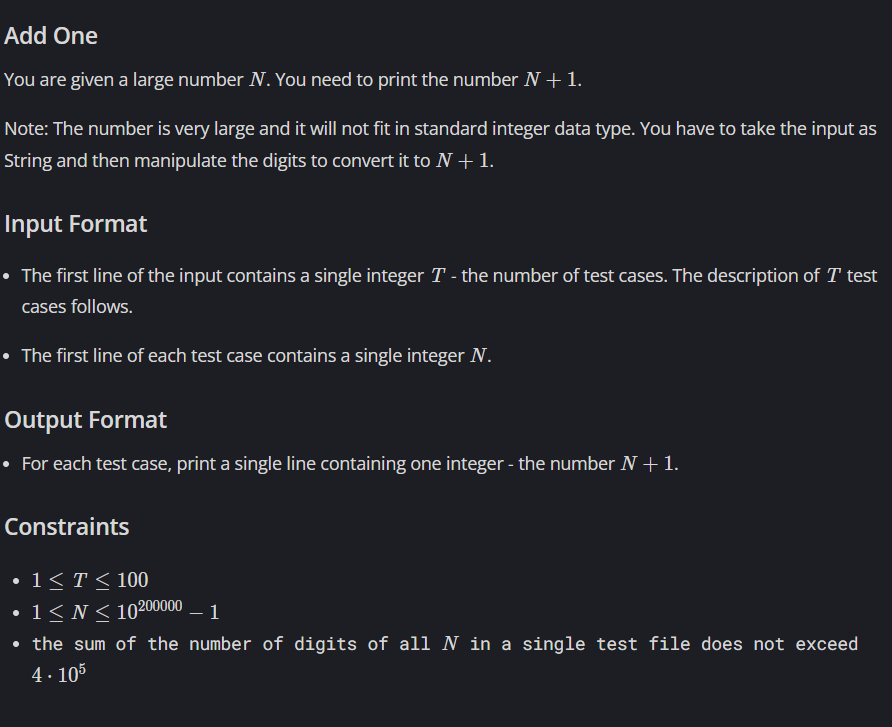 Add One
You are given a large number N. You need to print the number N + 1.
Note: The number is very large and it will not fit in standard integer data type. You have to take the input as
String and then manipulate the digits to convert it to N + 1.
Input Format
• The first line of the input contains a single integer T - the number of test cases. The description of T test
cases follows.
• The first line of each test case contains a single integer N.
Output Format
• For each test case, print a single line containing one integer - the number N + 1.
Constraints
• 1 ≤ T ≤ 100
• 1 ≤ N ≤ 10^200000 − 1
• the sum of the number of digits of all N in a single test file does not exceed
4 · 10^5